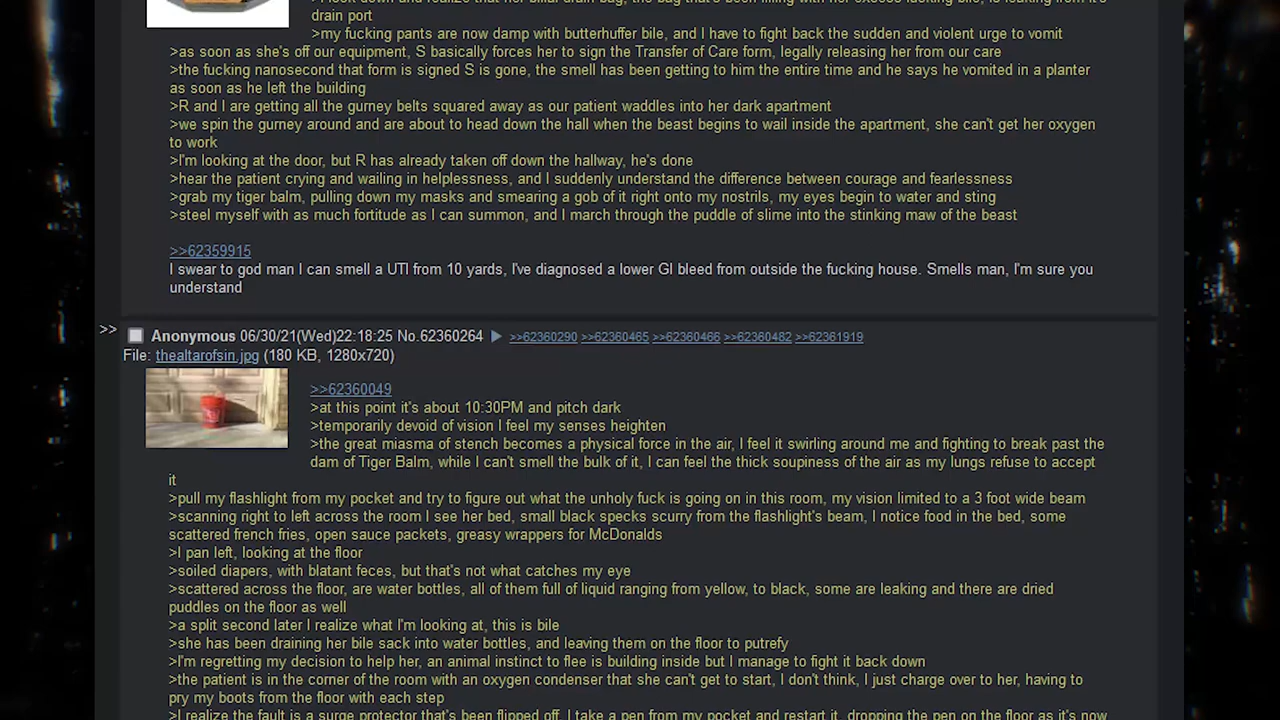 drain port
>my fucking pants are now damp with butterhuffer bile, and I have to fight back the sudden and violent urge to vomit
>as soon as she's off our equipment, S basically forces her to sign the Transfer of Care form, legally releasing her from our care
>the fucking nanosecond that form is signed S is gone, the smell has been getting to him the entire time and he says he vomited in a planter
as soon as he left the building
>R and I are getting all the gurney belts squared away as our patient waddles into her dark apartment
>we spin the gurney around and are about to head down the hall when the beast begins to wail inside the apartment, she can't get her oxygen
to work
>I'm looking at the door, but R has already taken off down the hallway, he's done
>hear the patient crying and wailing in helplessness, and I suddenly understand the difference between courage and fearlessness
>grab my tiger balm, pulling down my masks and smearing a gob of it right onto my nostrils, my eyes begin to water and sting
>steel myself with as much fortitude as I can summon, and I march through the puddle of slime into the stinking maw of the beast
>>62359915
I swear to god man I can smell a UTI from 10 yards, I've diagnosed a lower GI bleed from outside the fucking house. Smells man, I'm sure you
understand
>> Anonymous 06/30/21(Wed)22:18:25 No.62360264 ▶ >>62360290 >>62360465 >>62360466 >>62360482 >>62361919
File: thealtarofsin.jpg (180 KB, 1280x720)
>>62360049
>at this point it's about 10:30PM and pitch dark
>temporarily devoid of vision I feel my senses heighten
>the great miasma of stench becomes a physical force in the air, I feel it swirling around me and fighting to break past the
dam of Tiger Balm, while I can't smell the bulk of it, I can feel the thick soupiness of the air as my lungs refuse to accept
it
>pull my flashlight from my pocket and try to figure out what the unholy fuck is going on in this room, my vision limited to a 3 foot wide beam
>scanning right to left across the room I see her bed, small black specks scurry from the flashlight's beam, I notice food in the bed, some
scattered french fries, open sauce packets, greasy wrappers for McDonalds
>I pan left, looking at the floor
>soiled diapers, with blatant feces, but that's not what catches my eye
>scattered across the floor, are water bottles, all of them full of liquid ranging from yellow, to black, some are leaking and there are dried
puddles on the floor as well
>a split second later I realize what I'm looking at, this is bile
>she has been draining her bile sack into water bottles, and leaving them on the floor to putrefy
>I'm regretting my decision to help her, an animal instinct to flee is building inside but I manage to fight it back down
>the patient is in the corner of the room with an oxygen condenser that she can't get to start, I don't think, I just charge over to her, having to
pry my boots from the floor with each step
>I realize the fault is a surge protector that's been flipped off, I take a pen from my pocket and restart it, dropping the pen on the floor as it's now